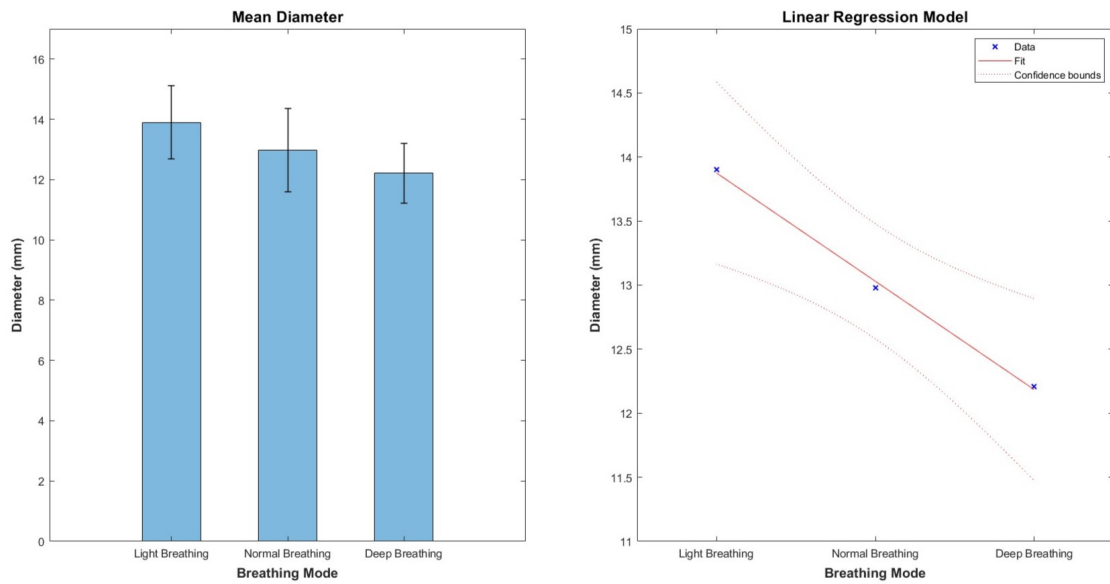 Mean Diameter
16
14
12
10
8
6
4
2
0
Diameter (mm)
Light Breathing
Normal Breathing
Deep Breathing
Breathing Mode
Linear Regression Model
Data
Fit
Confidence bounds
15
14.5
14
13.5
13
12.5
12
11.5
11
Diameter (mm)
Light Breathing
Normal Breathing
Deep Breathing
Breathing Mode